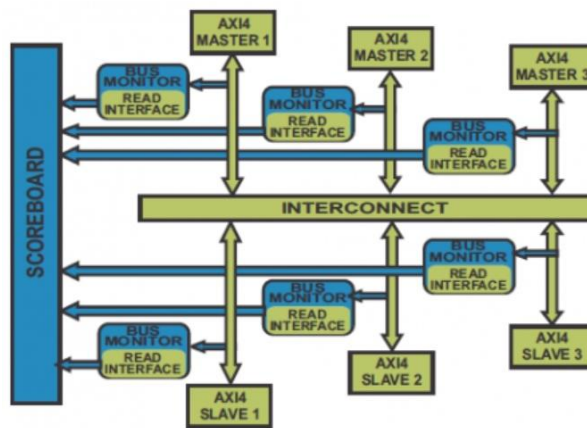 AXI4
MASTER 1
AXI4
MASTER 2
AXI4
MASTER 3
BUS
MONITOR
READ
INTERFACE
BUS
MONITOR
READ
INTERFACE
BUS
MONITOR
READ
INTERFACE
SCOREBOARD
INTERCONNECT
BUS
MONITOR
READ
INTERFACE
BUS
MONITOR
READ
INTERFACE
BUS
MONITOR
READ
INTERFACE
AXI4
SLAVE 1
AXI4
SLAVE 2
AXI4
SLAVE 3